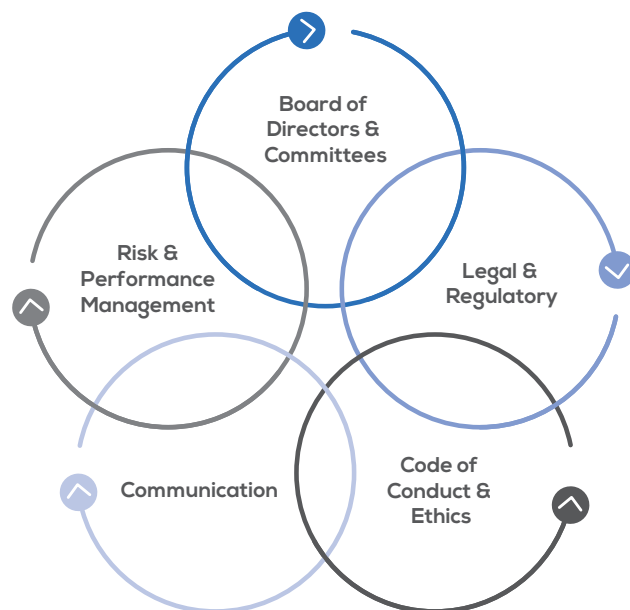 Board of
Directors &
Committees
Risk &
Performance
Management
Legal &
Regulatory
Communication
Code of
Conduct &
Ethics